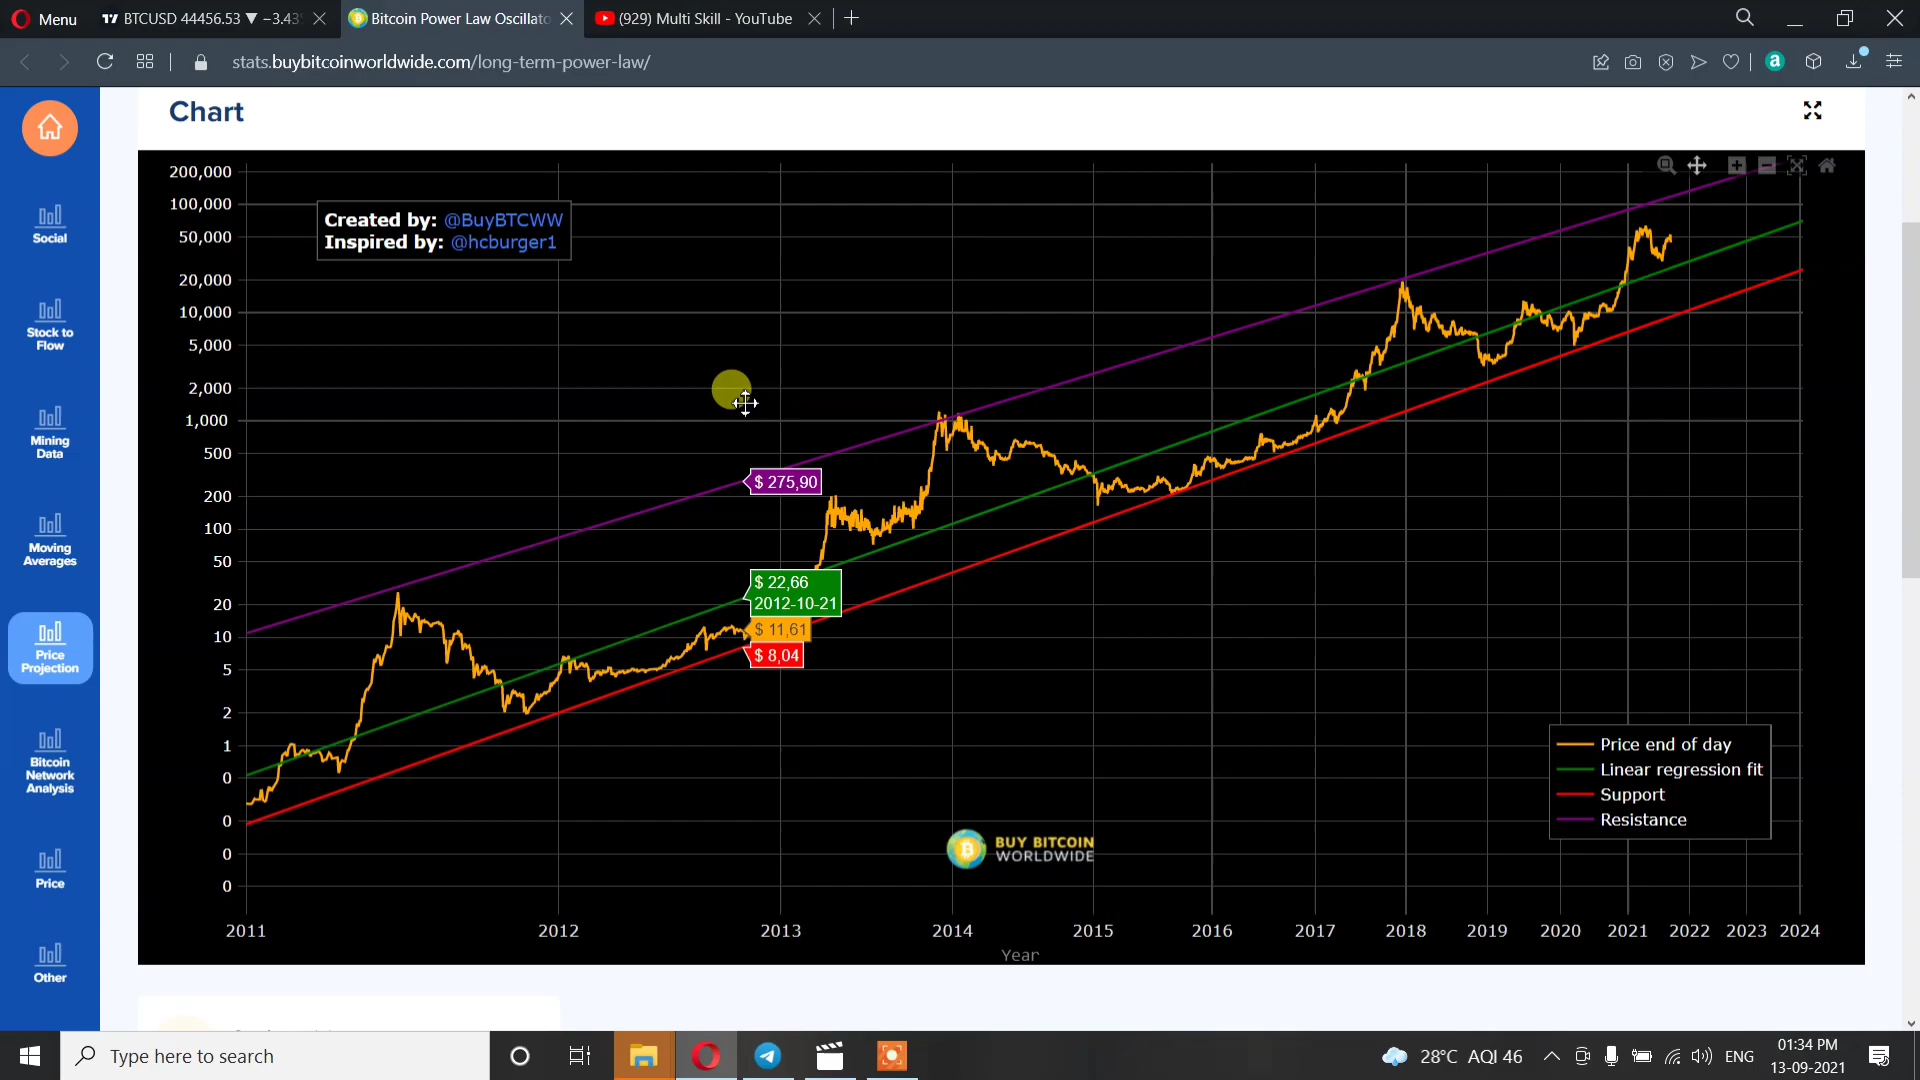 Menu
BTCUSD 44456.53 ▼ −3.43
Bitcoin Power Law Oscillato
(929) Multi Skill - YouTube
stats.buybitcoinworldwide.com/long-term-power-law/
Chart
Social
Stock to
Flow
Mining
Data
Moving
Averages
Price
Projection
Bitcoin
Network
Analysis
Price
Other
200,000
100,000
50,000
20,000
10,000
5,000
2,000
1,000
500
200
100
50
20
10
5
2
1
0
0
0
0
Created by: @BuyBTCWW
Inspired by: @hcburger1
$ 275,90
$ 22,66
2012-10-21
$ 11,61
$ 8,04
Price end of day
Linear regression fit
Support
Resistance
BUY BITCOIN
WORLDWIDE
2011 2012 2013 2014 2015 2016 2017 2018 2019 2020 2021 2022 2023 2024
Year
Type here to search
28°C AQI 46
ENG
01:34 PM
13-09-2021